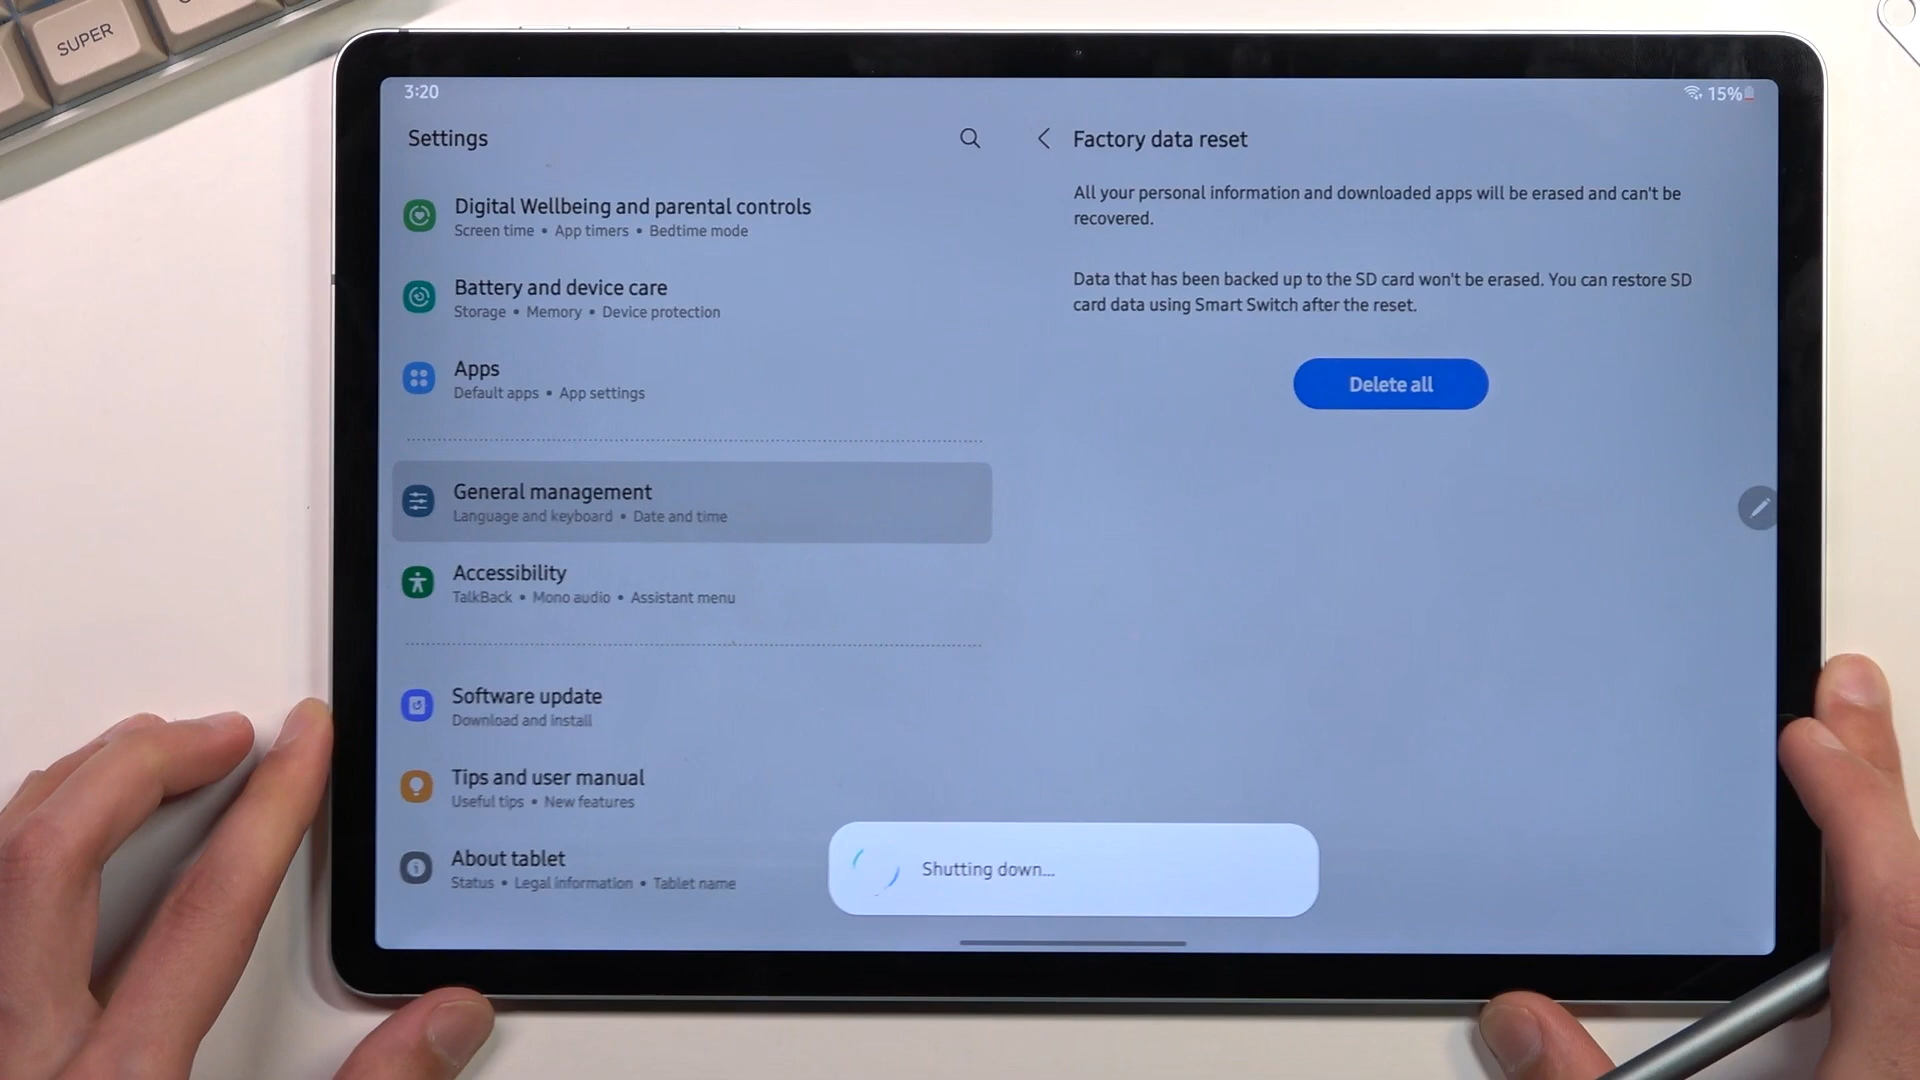 SUPER
3:20
15%
Settings
Factory data reset
All your personal information and downloaded apps will be erased and can't be
recovered.
Data that has been backed up to the SD card won't be erased. You can restore SD
card data using Smart Switch after the reset.
Delete all
Digital Wellbeing and parental controls
Screen time • App timers • Bedtime mode
Battery and device care
Storage • Memory • Device protection
Apps
Default apps • App settings
General management
Language and keyboard • Date and time
Accessibility
TalkBack • Mono audio • Assistant menu
Software update
Download and install
Tips and user manual
Useful tips • New features
About tablet
Status • Legal information • Tablet name
Shutting down...